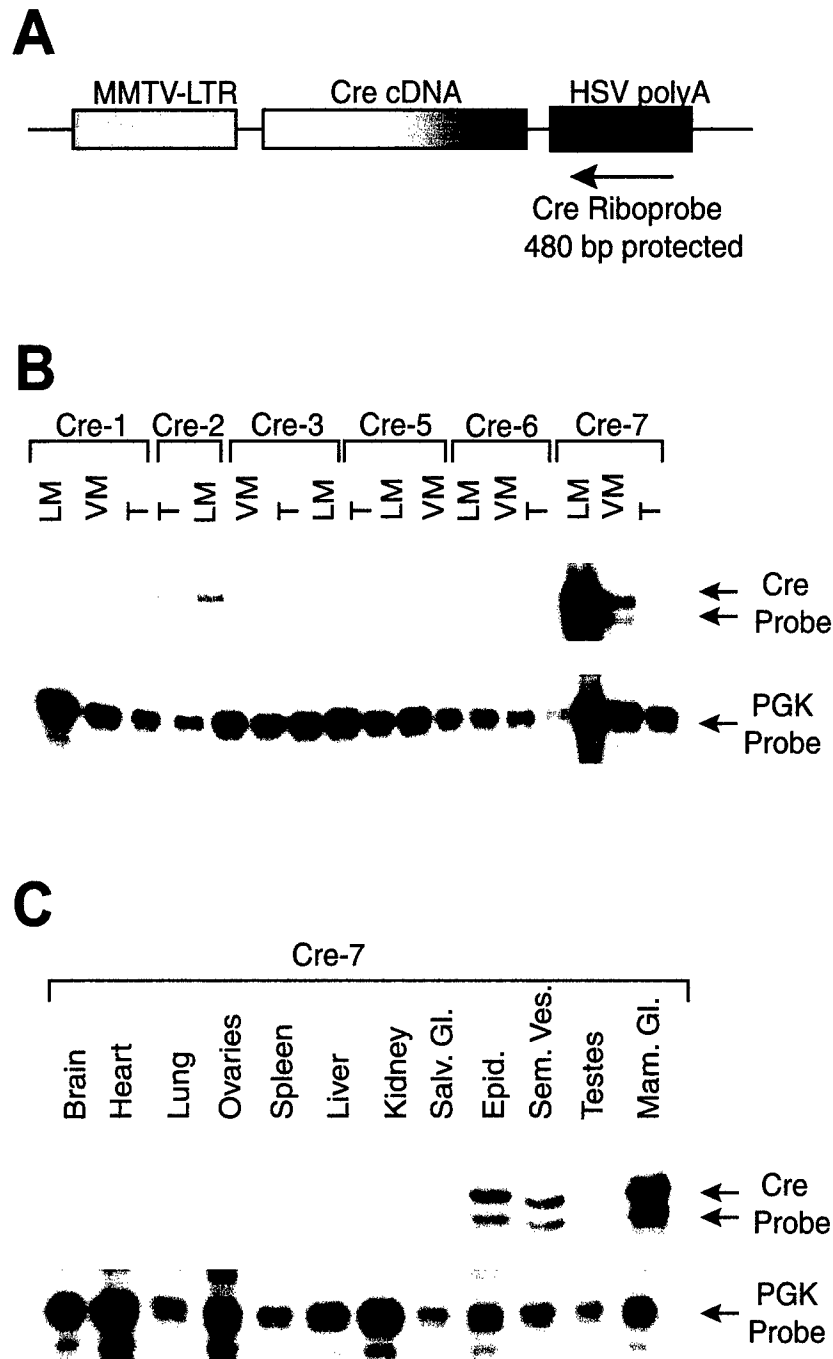 A
MMTV-LTR Cre cDNA HSV polyA
Cre Riboprobe
480 bp protected
B
Cre-1 Cre-2 Cre-3 Cre-5 Cre-6 Cre-7
LM VM T T LM VM T LM T LM VM LM VM T LM VM T
Cre
Probe
PGK
Probe
C
Cre-7
Brain Heart Lung Ovaries Spleen Liver Kidney Salv. Gl. Epid. Sem. Ves. Testes Mam. Gl.
Cre
Probe
PGK
Probe